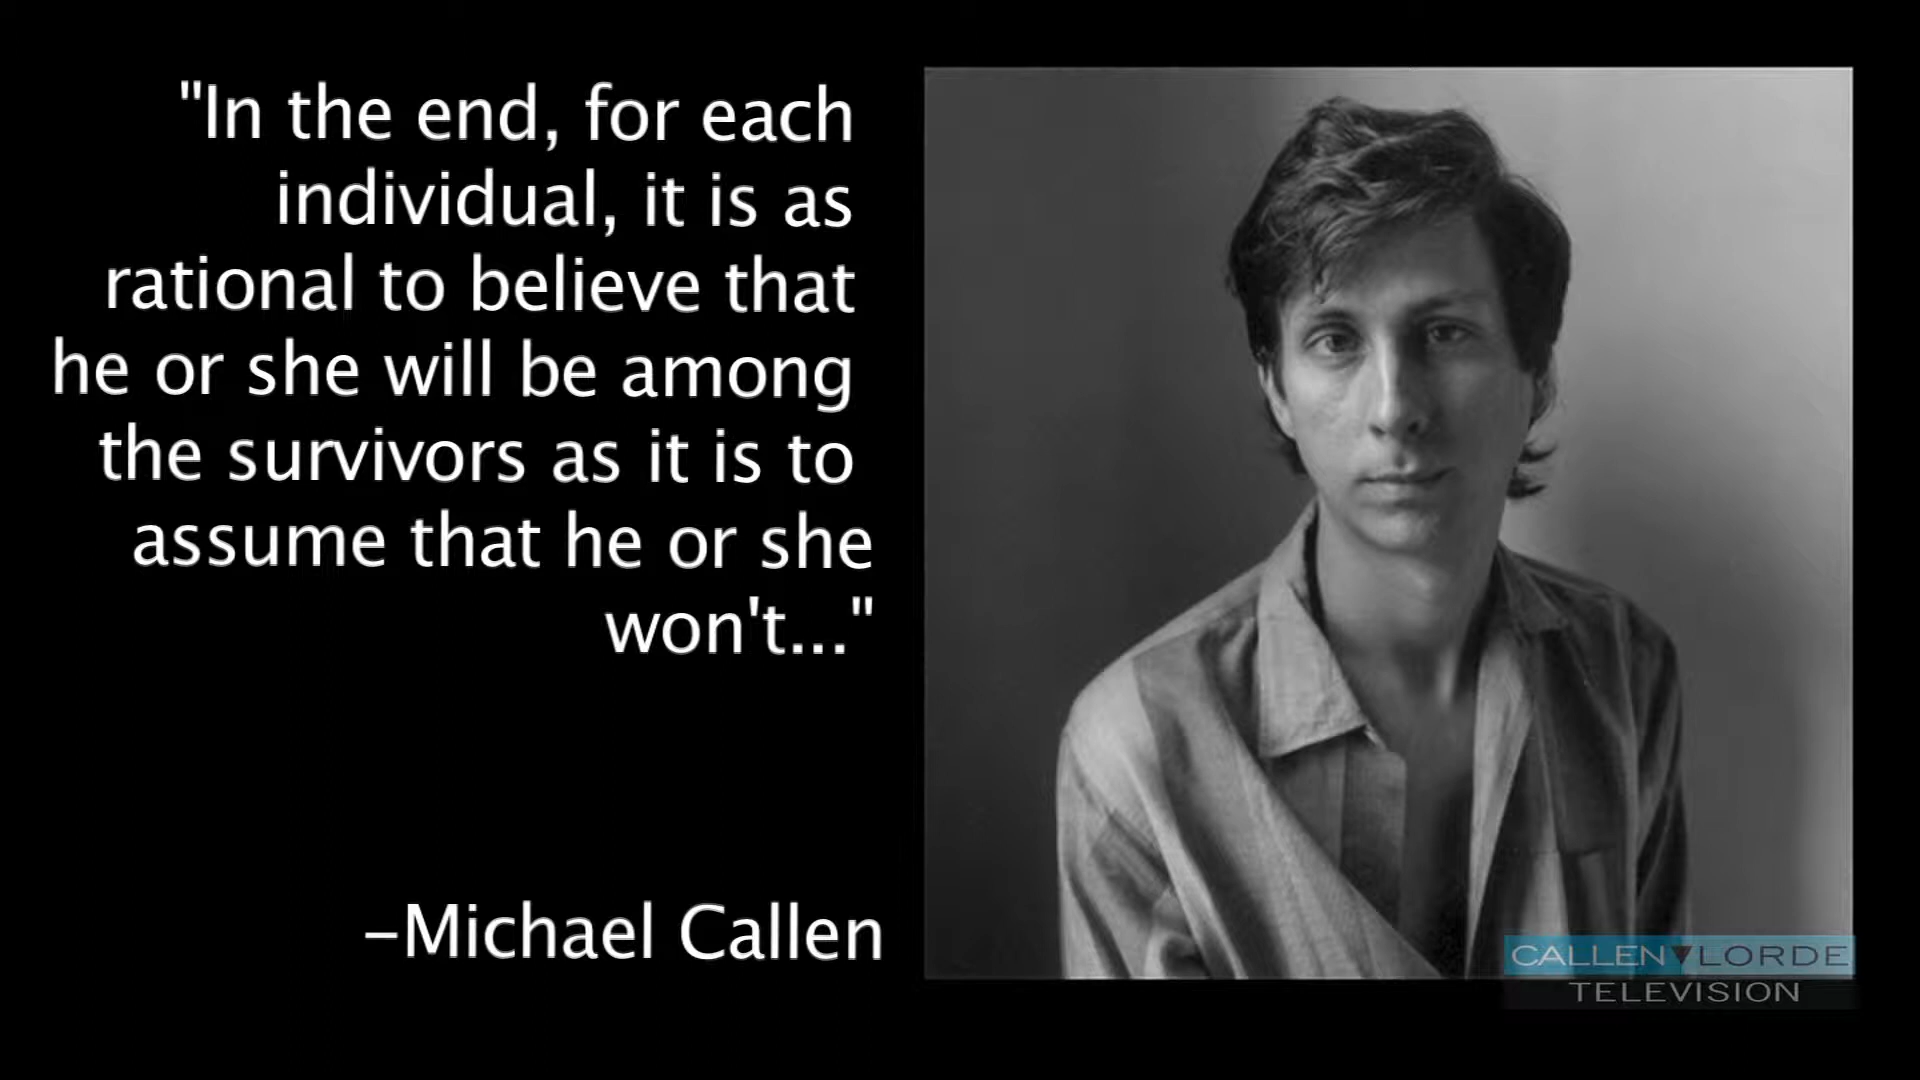 "In the end, for each
individual, it is as
rational to believe that
he or she will be among
the survivors as it is to
assume that he or she
won't..."
–Michael Callen
CALLEN LORDE
TELEVISION